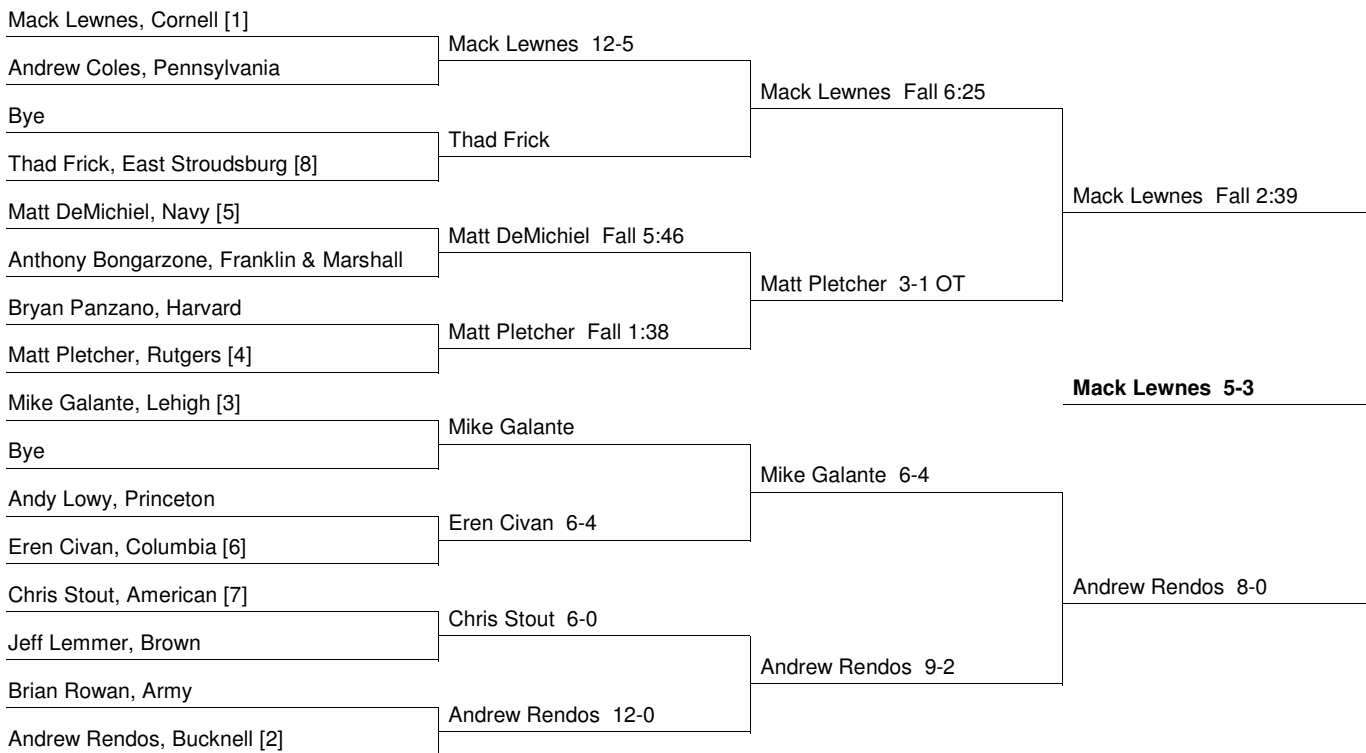 Mack Lewnes, Cornell [1]
Andrew Coles, Pennsylvania
Bye
Thad Frick, East Stroudsburg [8]
Matt DeMichiel, Navy [5]
Anthony Bongarzone, Franklin & Marshall
Bryan Panzano, Harvard
Matt Pletcher, Rutgers [4]
Mike Galante, Lehigh [3]
Bye
Andy Lowy, Princeton
Eren Civan, Columbia [6]
Chris Stout, American [7]
Jeff Lemmer, Brown
Brian Rowan, Army
Andrew Rendos, Bucknell [2]
Mack Lewnes 12-5
Thad Frick
Matt DeMichiel Fall 5:46
Matt Pletcher Fall 1:38
Mike Galante
Eren Civan 6-4
Chris Stout 6-0
Andrew Rendos 12-0
Mack Lewnes Fall 6:25
Matt Pletcher 3-1 OT
Mike Galante 6-4
Andrew Rendos 9-2
Mack Lewnes Fall 2:39
Andrew Rendos 8-0
Mack Lewnes 5-3